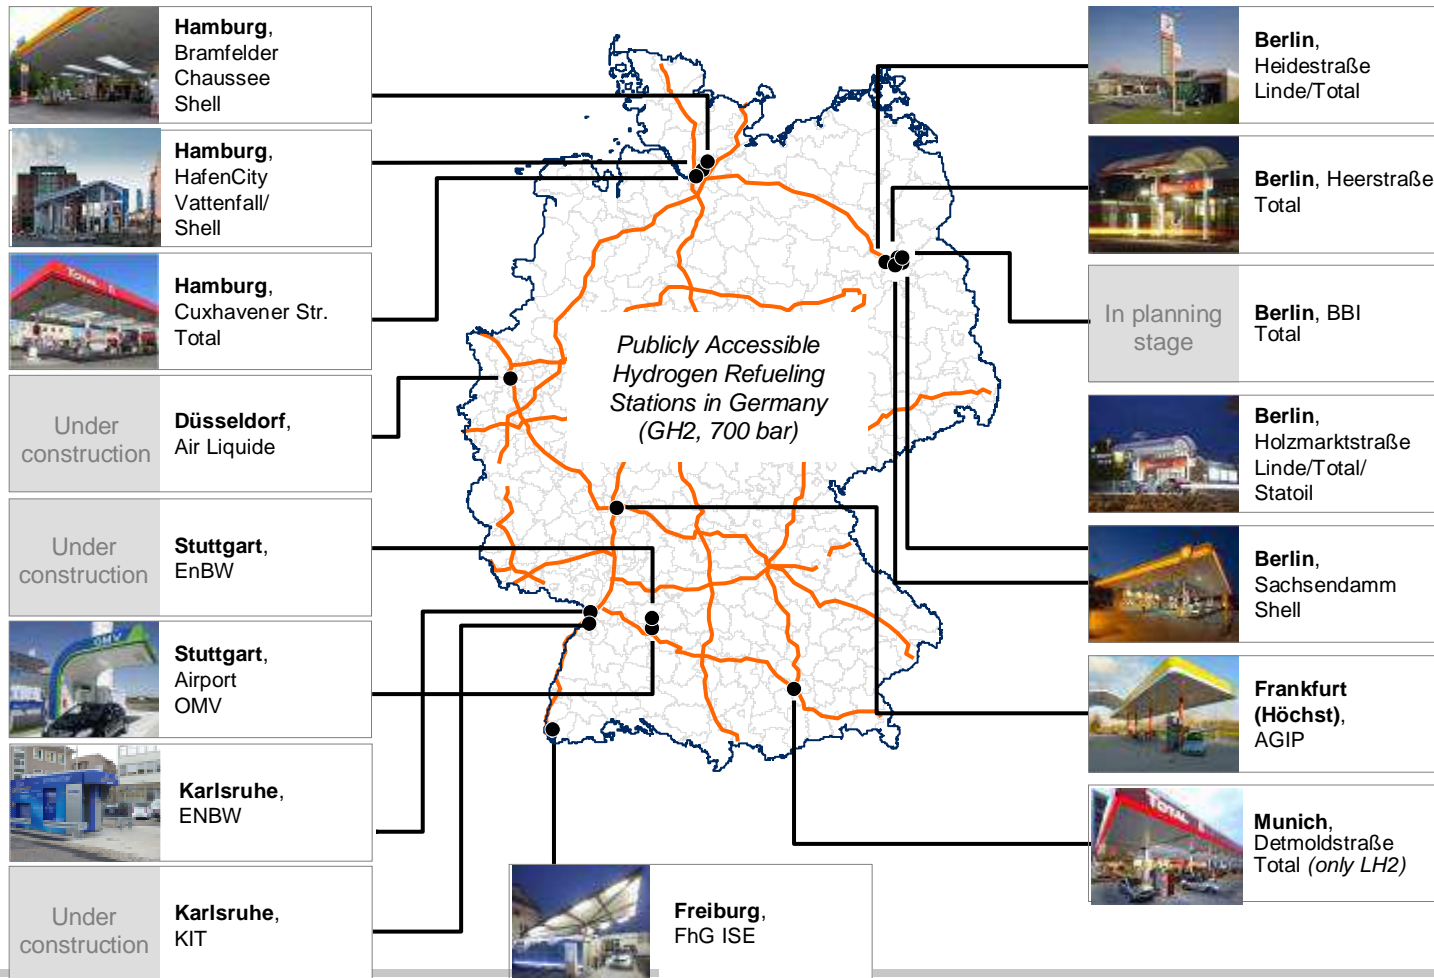 Hamburg,
Bramfelder
Chaussee
Shell
Hamburg,
HafenCity
Vattenfall/
Shell
Hamburg,
Cuxhavener Str.
Total
Under
construction
Düsseldorf,
Air Liquide
Under
construction
Stuttgart,
EnBW
OMV
Stuttgart,
Airport
OMV
Karlsruhe,
ENBW
Under
construction
Karlsruhe,
KIT
Publicly Accessible
Hydrogen Refueling
Stations in Germany
(GH2, 700 bar)
Freiburg,
FhG ISE
Berlin,
Heidestraße
Linde/Total
Berlin, Heerstraße
Total
In planning
stage
Berlin, BBI
Total
Berlin,
Holzmarktstraße
Linde/Total/
Statoil
Berlin,
Sachsendamm
Shell
Frankfurt
(Höchst),
AGIP
TOTAL
Munich,
Detmoldstraße
Total (only LH2)